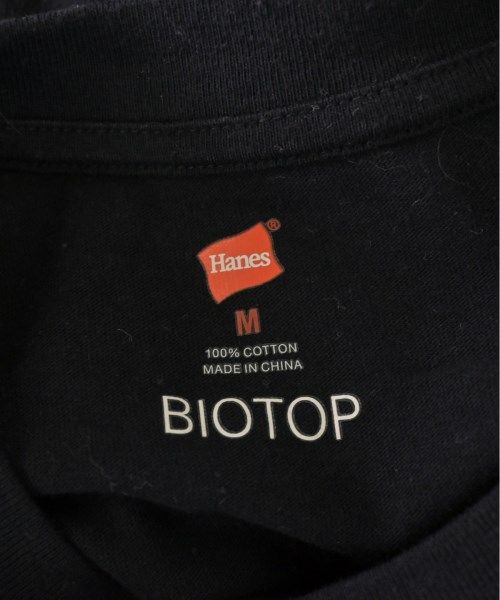 Hanes®
M
100% COTTON
MADE IN CHINA
BIOTOP